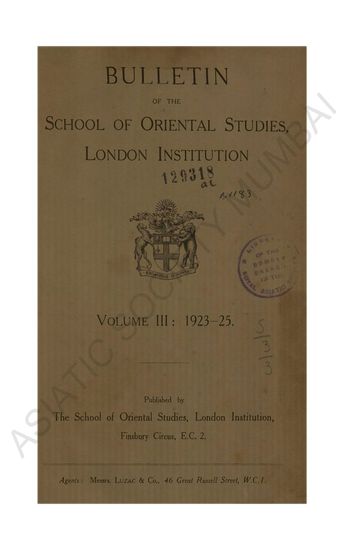 BULLETIN
OF THE
SCHOOL OF ORIENTAL STUDIES,
LONDON INSTITUTION
129318
VOLUME III: 1923–25.
Published by
The School of Oriental Studies, London Institution,
Finsbury Circus, E.C. 2.
Agents: Messrs. LUZAC & Co., 46 Great Russell Street, W.C.1.
ASIATIC SOCIETY MUMBAI